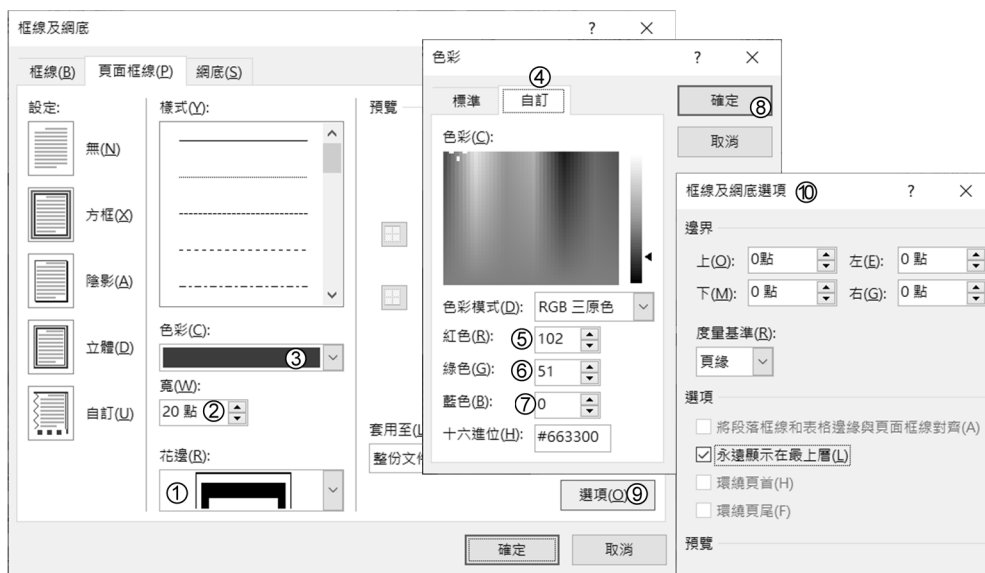 框線及網底 ? ×
框線(B) 頁面框線(P) 網底(S)
設定:
無(N)
方框(X)
陰影(A)
立體(D)
自訂(U)
樣式(Y):
色彩(C):
③
寬(W):
20 點 ②
花邊(R):
①
預覽
套用至(L
整份文件
選項(O) ⑨
確定 取消
色彩 ? ×
④
標準 自訂
確定 ⑧
取消
色彩(C):
色彩模式(D): RGB 三原色
紅色(R): ⑤ 102
綠色(G): ⑥ 51
藍色(B): ⑦ 0
十六進位(H): #663300
框線及網底選項 ⑩ ? ×
邊界
上(O): 0點 左(E): 0 點
下(M): 0 點 右(G): 0 點
度量基準(R):
頁緣
選項
將段落框線和表格邊緣與頁面框線對齊(A)
永遠顯示在最上層(L)
環繞頁首(H)
環繞頁尾(F)
預覽